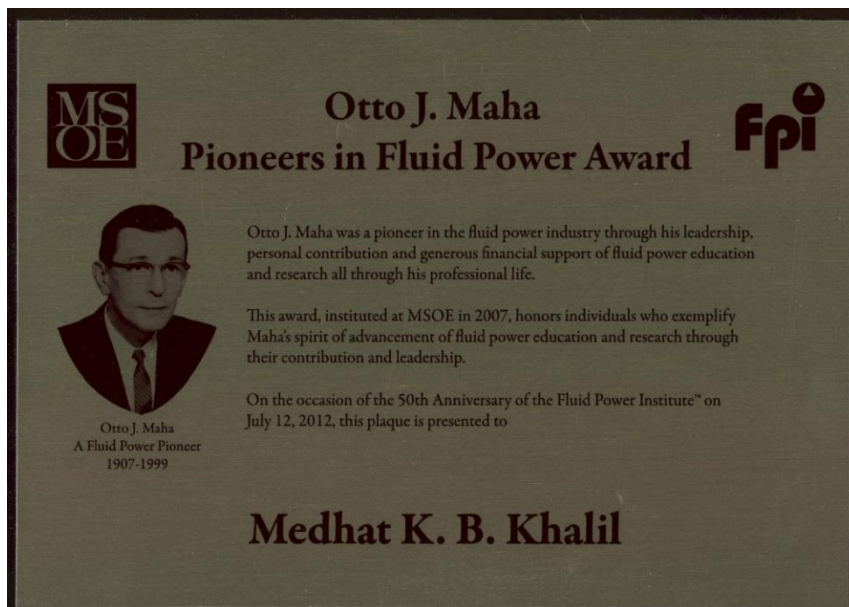 MS
OE
Otto J. Maha
Pioneers in Fluid Power Award
Fpi
Otto J. Maha was a pioneer in the fluid power industry through his leadership,
personal contribution and generous financial support of fluid power education
and research all through his professional life.
This award, instituted at MSOE in 2007, honors individuals who exemplify
Maha's spirit of advancement of fluid power education and research through
their contribution and leadership.
On the occasion of the 50th Anniversary of the Fluid Power Institute™ on
July 12, 2012, this plaque is presented to
Otto J. Maha
A Fluid Power Pioneer
1907-1999
Medhat K. B. Khalil